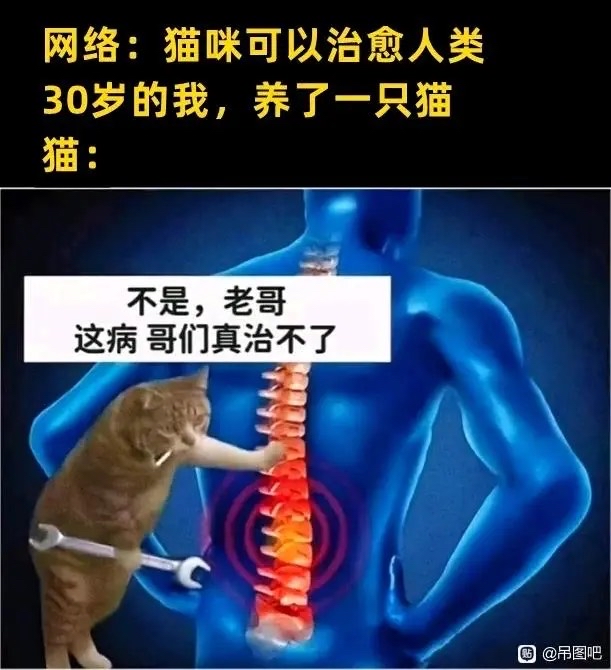 网络：猫咪可以治愈人类
30岁的我，养了一只猫
猫：
不是，老哥
这病 哥们真治不了
贴 @吊图吧